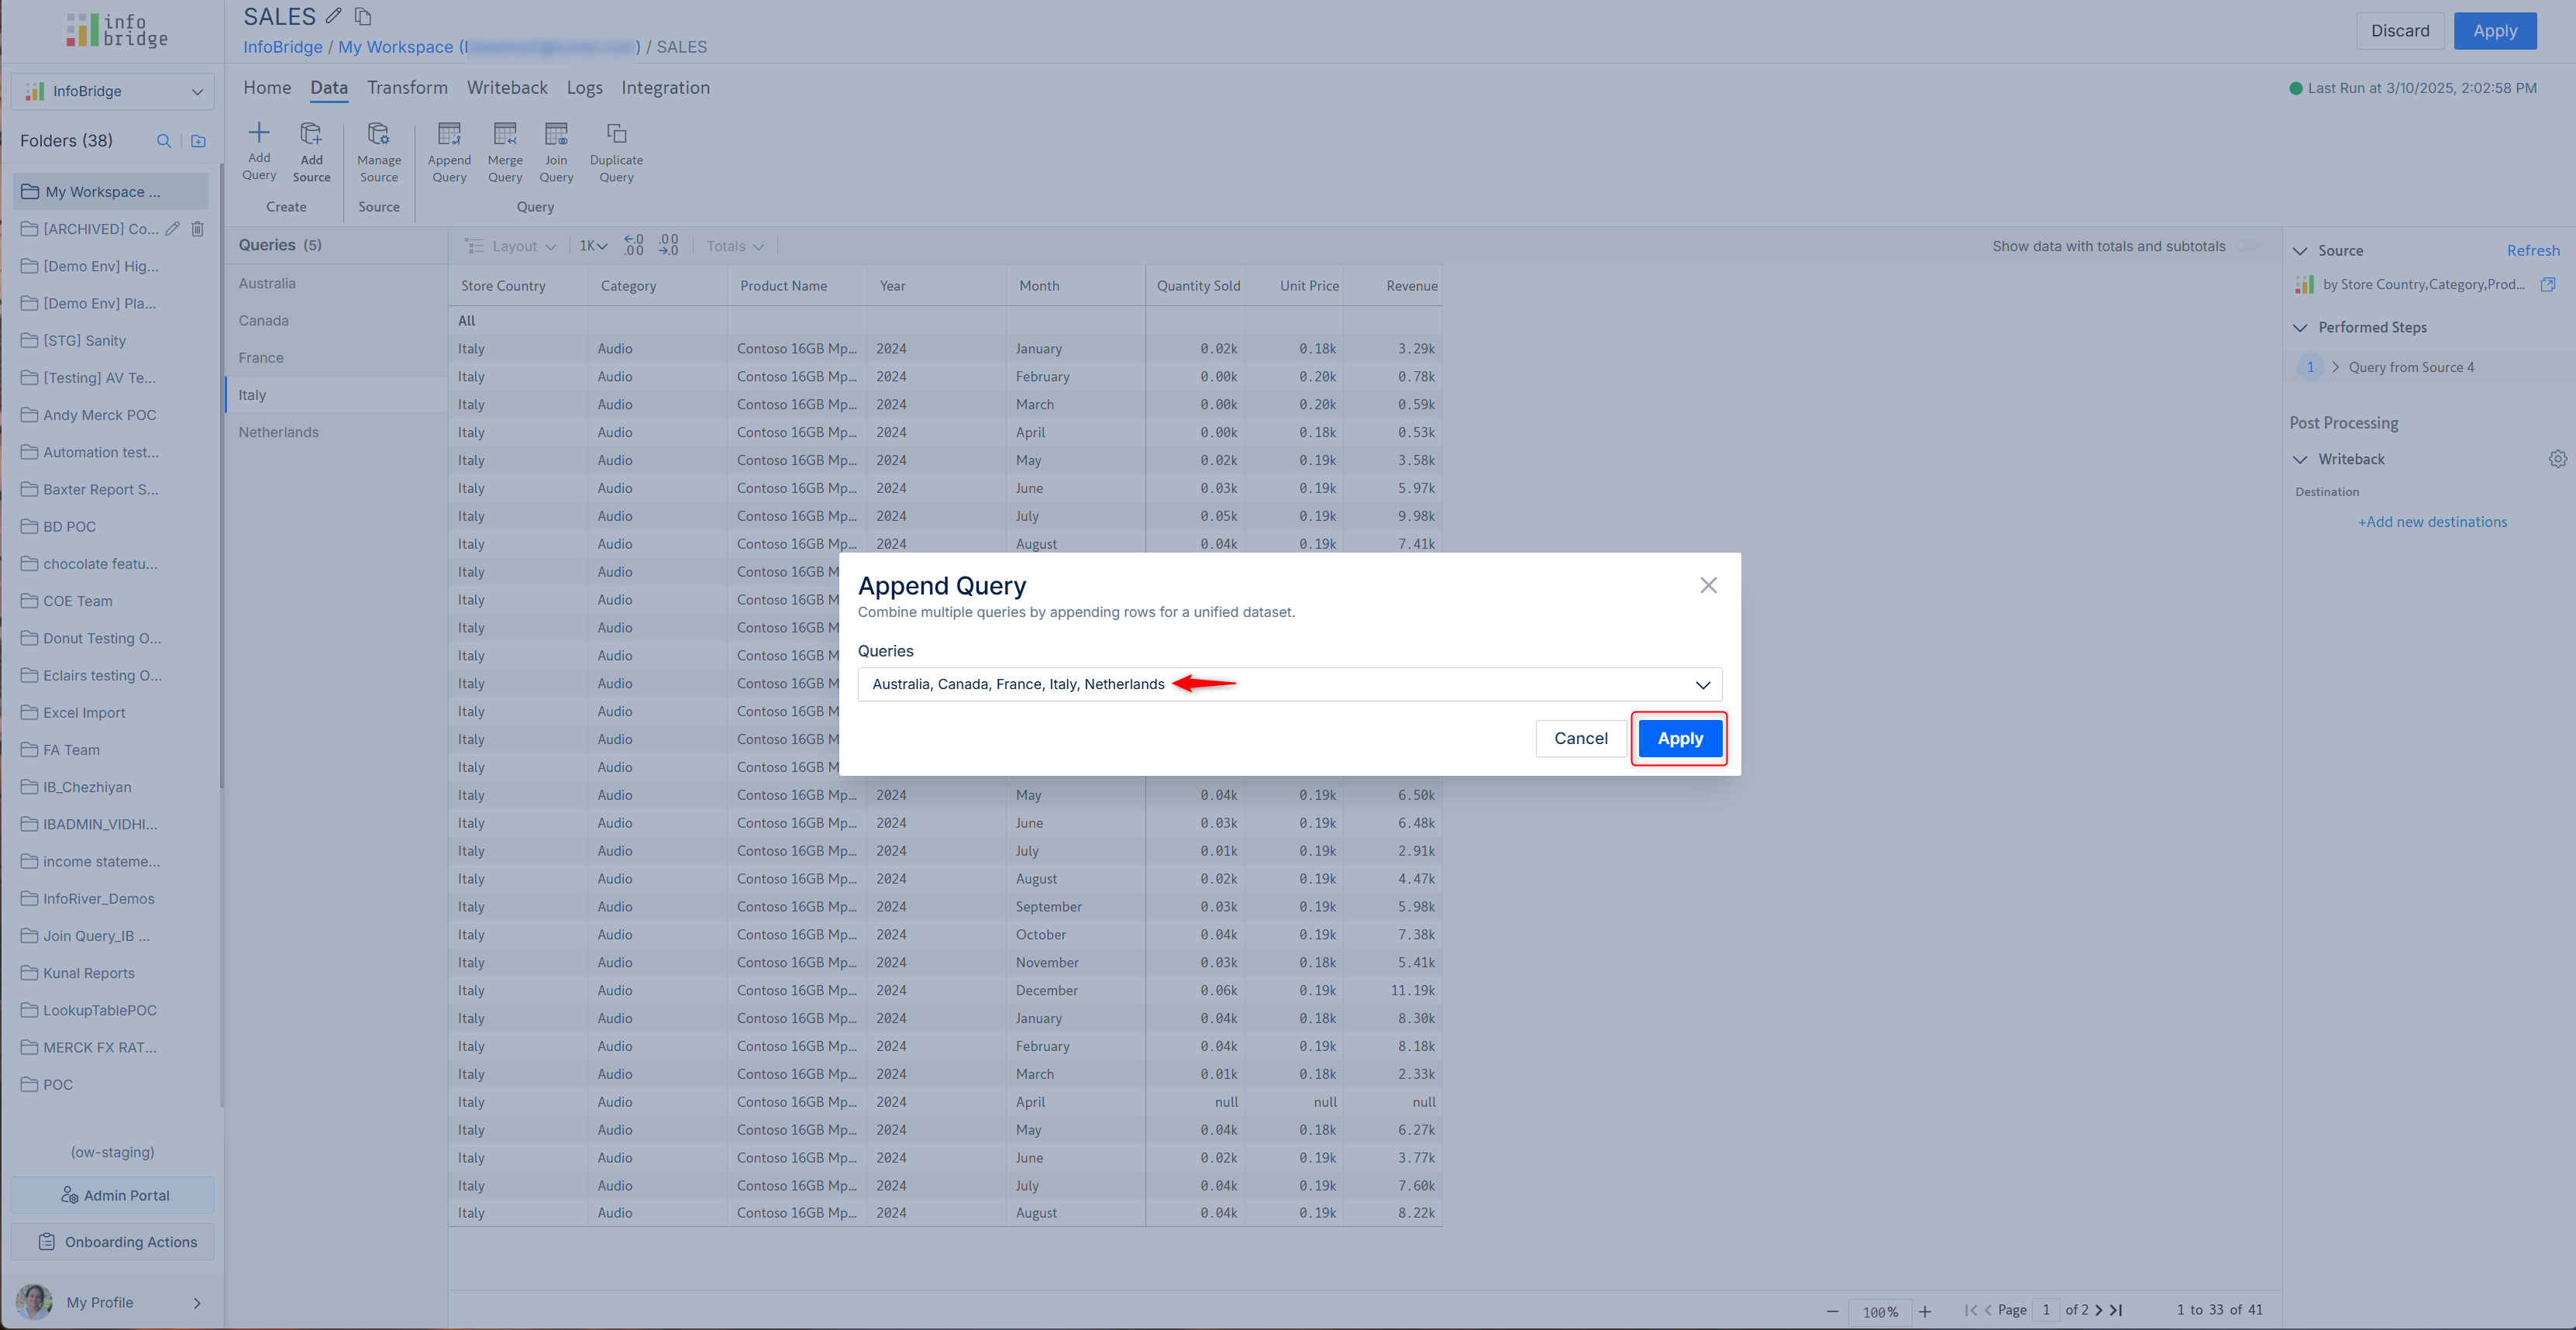 info
bridge
SALES
InfoBridge / My Workspace ( ) / SALES
Discard
Apply
InfoBridge
Home Data Transform Writeback Logs Integration
Last Run at 3/10/2025, 2:02:58 PM
Folders (38)
Add Query
Add Source
Manage Source
Append Query
Merge Query
Join Query
Duplicate Query
Create
Source
Query
My Workspace ...
[ARCHIVED] Co...
[Demo Env] Hig...
[Demo Env] Pla...
[STG] Sanity
[Testing] AV Te...
Andy Merck POC
Automation test...
Baxter Report S...
BD POC
chocolate featu...
COE Team
Donut Testing O...
Eclairs testing O...
Excel Import
FA Team
IB_Chezhiyan
IBADMIN_VIDHI...
income stateme...
InfoRiver_Demos
Join Query_IB ...
Kunal Reports
LookupTablePOC
MERCK FX RAT...
POC
(ow-staging)
Admin Portal
Onboarding Actions
My Profile
Queries (5)
Australia
Canada
France
Italy
Netherlands
Layout 1K .0 .00 .00 .0 Totals
Show data with totals and subtotals
Store Country Category Product Name Year Month Quantity Sold Unit Price Revenue
All
Italy Audio Contoso 16GB Mp... 2024 January 0.02k 0.18k 3.29k
Italy Audio Contoso 16GB Mp... 2024 February 0.00k 0.20k 0.78k
Italy Audio Contoso 16GB Mp... 2024 March 0.00k 0.20k 0.59k
Italy Audio Contoso 16GB Mp... 2024 April 0.00k 0.18k 0.53k
Italy Audio Contoso 16GB Mp... 2024 May 0.02k 0.19k 3.58k
Italy Audio Contoso 16GB Mp... 2024 June 0.03k 0.19k 5.97k
Italy Audio Contoso 16GB Mp... 2024 July 0.05k 0.19k 9.98k
Italy Audio Contoso 16GB Mp... 2024 August 0.04k 0.19k 7.41k
Italy Audio Contoso 16GB M
Italy Audio Contoso 16GB M
Italy Audio Contoso 16GB M
Italy Audio Contoso 16GB M
Italy Audio Contoso 16GB M
Italy Audio Contoso 16GB M
Italy Audio Contoso 16GB M
Italy Audio Contoso 16GB M
Italy Audio Contoso 16GB Mp... 2024 May 0.04k 0.19k 6.50k
Italy Audio Contoso 16GB Mp... 2024 June 0.03k 0.19k 6.48k
Italy Audio Contoso 16GB Mp... 2024 July 0.01k 0.19k 2.91k
Italy Audio Contoso 16GB Mp... 2024 August 0.02k 0.19k 4.47k
Italy Audio Contoso 16GB Mp... 2024 September 0.03k 0.19k 5.98k
Italy Audio Contoso 16GB Mp... 2024 October 0.04k 0.19k 7.38k
Italy Audio Contoso 16GB Mp... 2024 November 0.03k 0.18k 5.41k
Italy Audio Contoso 16GB Mp... 2024 December 0.06k 0.19k 11.19k
Italy Audio Contoso 16GB Mp... 2024 January 0.04k 0.18k 8.30k
Italy Audio Contoso 16GB Mp... 2024 February 0.04k 0.19k 8.18k
Italy Audio Contoso 16GB Mp... 2024 March 0.01k 0.18k 2.33k
Italy Audio Contoso 16GB Mp... 2024 April null null null
Italy Audio Contoso 16GB Mp... 2024 May 0.04k 0.18k 6.27k
Italy Audio Contoso 16GB Mp... 2024 June 0.02k 0.19k 3.77k
Italy Audio Contoso 16GB Mp... 2024 July 0.04k 0.19k 7.60k
Italy Audio Contoso 16GB Mp... 2024 August 0.04k 0.19k 8.22k
Append Query
Combine multiple queries by appending rows for a unified dataset.
Queries
Australia, Canada, France, Italy, Netherlands
Cancel
Apply
Source Refresh
by Store Country,Category,Prod...
Performed Steps
1 Query from Source 4
Post Processing
Writeback
Destination
+Add new destinations
100% Page 1 of 2 1 to 33 of 41